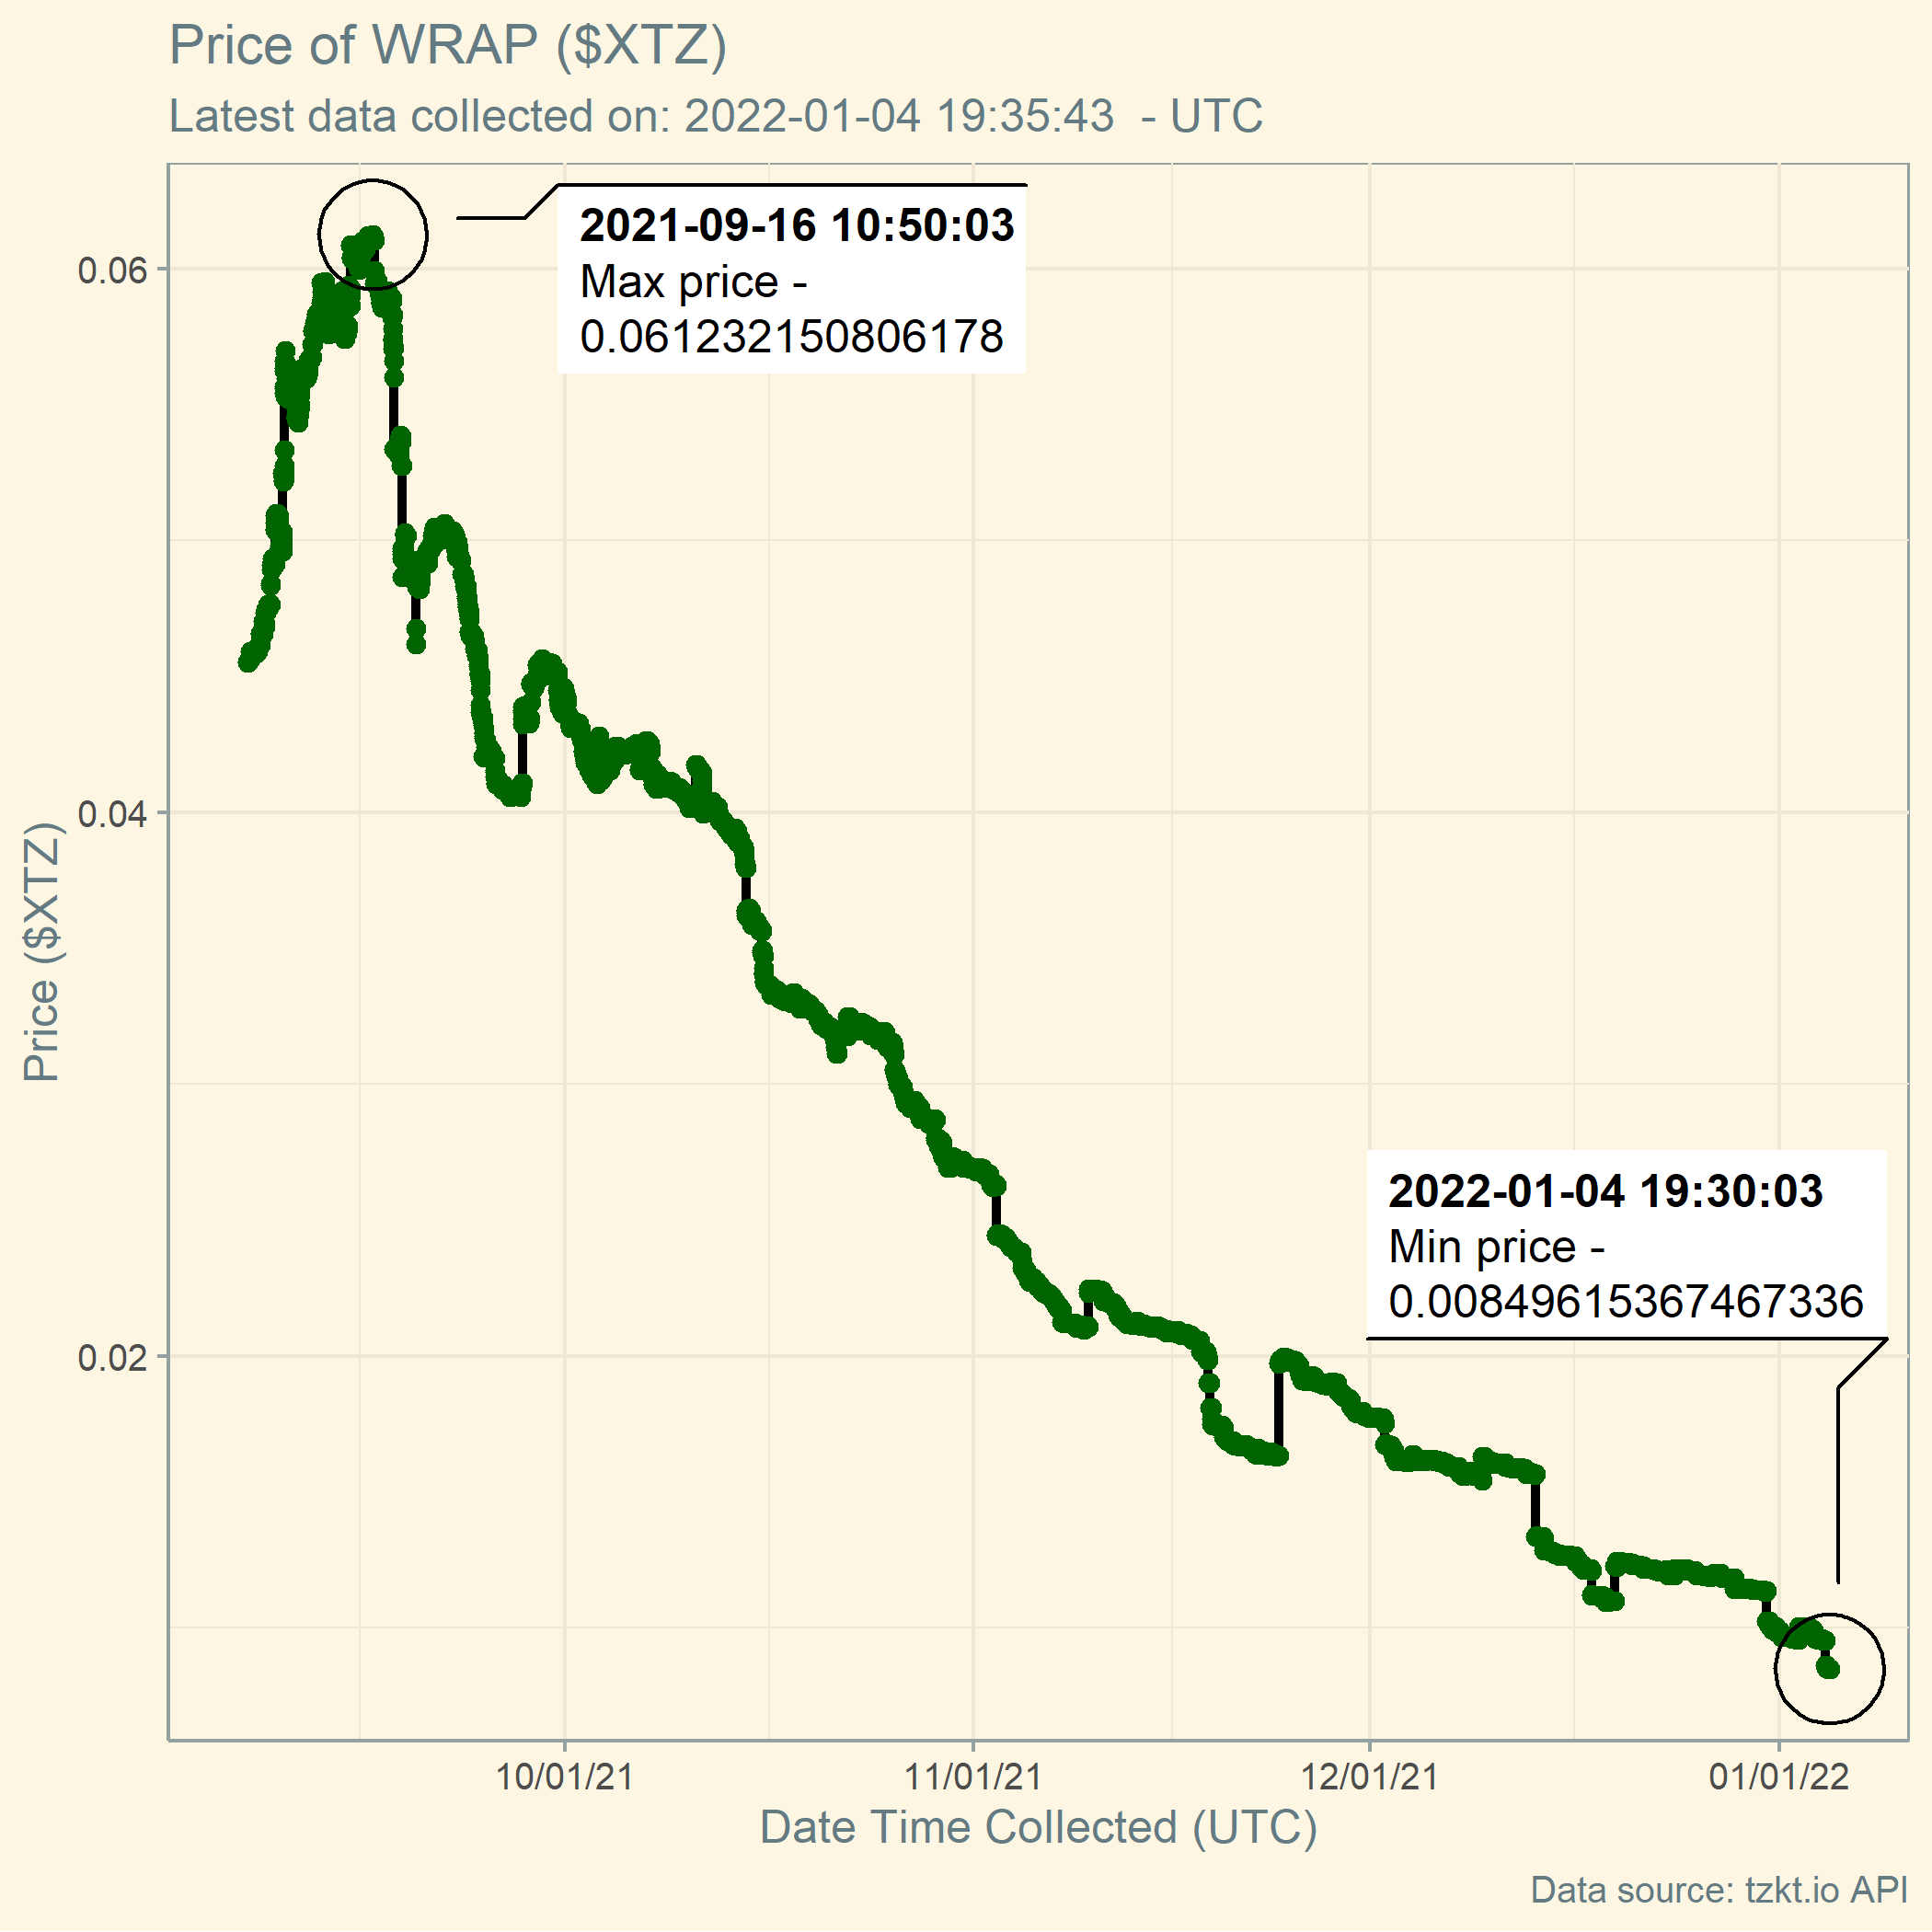 Price of WRAP ($XTZ)
Latest data collected on: 2022-01-04 19:35:43  - UTC
2021-09-16 10:50:03
Max price -
0.061232150806178
0.06
0.04
0.02
Price ($XTZ)
2022-01-04 19:30:03
Min price -
0.00849615367467336
10/01/21
11/01/21
12/01/21
01/01/22
Date Time Collected (UTC)
Data source: tzkt.io API